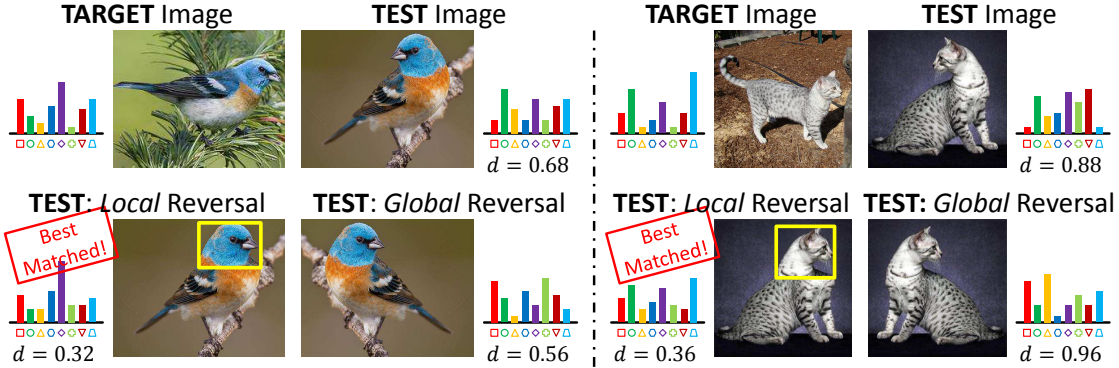 TARGET Image
TEST Image
d = 0.68
TEST: Local Reversal
TEST: Global Reversal
Best
Matched!
d = 0.32
d = 0.56
TARGET Image
TEST Image
d = 0.88
TEST: Local Reversal
TEST: Global Reversal
Best
Matched!
d = 0.36
d = 0.96